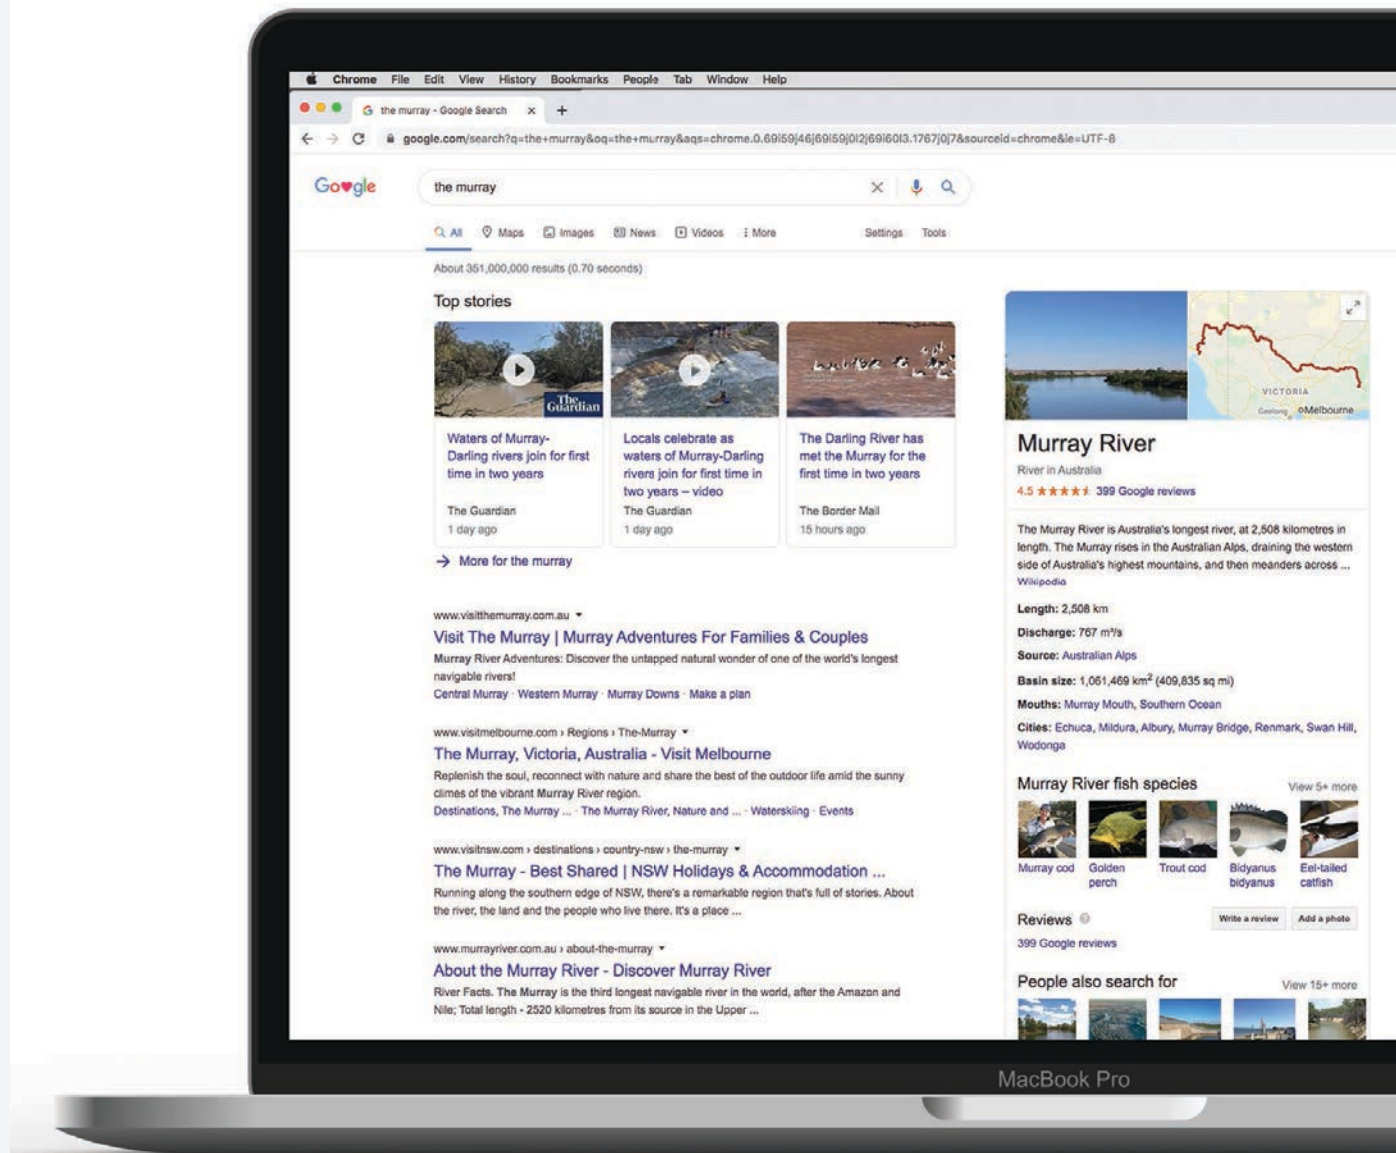 Chrome File Edit View History Bookmarks People Tab Window Help
the murray - Google Search
google.com/search?q=the+murray&oq=the+murray&aqs=chrome.0.69i59j46j69i59j0l2j69i60l3.1767j0j7&sourceid=chrome&ie=UTF-8
Google
the murray
All Maps Images News Videos More Settings Tools
About 351,000,000 results (0.70 seconds)
Top stories
The
Guardian
Waters of Murray-
Darling rivers join for first
time in two years
The Guardian
1 day ago
Locals celebrate as
waters of Murray-Darling
rivers join for first time in
two years – video
The Guardian
1 day ago
The Darling River has
met the Murray for the
first time in two years
The Border Mail
15 hours ago
→ More for the murray
www.visitthemurray.com.au
Visit The Murray | Murray Adventures For Families & Couples
Murray River Adventures: Discover the untapped natural wonder of one of the world's longest
navigable rivers!
Central Murray · Western Murray · Murray Downs · Make a plan
www.visitmelbourne.com › Regions › The-Murray
The Murray, Victoria, Australia - Visit Melbourne
Replenish the soul, reconnect with nature and share the best of the outdoor life amid the sunny
climes of the vibrant Murray River region.
Destinations, The Murray ... · The Murray River, Nature and ... · Waterskiing · Events
www.visitnsw.com › destinations › country-nsw › the-murray
The Murray - Best Shared | NSW Holidays & Accommodation ...
Running along the southern edge of NSW, there's a remarkable region that's full of stories. About
the river, the land and the people who live there. It's a place ...
www.murrayriver.com.au › about-the-murray
About the Murray River - Discover Murray River
River Facts. The Murray is the third longest navigable river in the world, after the Amazon and
Nile; Total length - 2520 kilometres from its source in the Upper ...
VICTORIA
Geelong Melbourne
Murray River
River in Australia
4.5 399 Google reviews
The Murray River is Australia's longest river, at 2,508 kilometres in
length. The Murray rises in the Australian Alps, draining the western
side of Australia's highest mountains, and then meanders across ...
Wikipedia
Length: 2,508 km
Discharge: 767 m³/s
Source: Australian Alps
Basin size: 1,061,469 km² (409,835 sq mi)
Mouths: Murray Mouth, Southern Ocean
Cities: Echuca, Mildura, Albury, Murray Bridge, Renmark, Swan Hill,
Wodonga
Murray River fish species View 5+ more
Murray cod
Golden
perch
Trout cod
Bidyanus
bidyanus
Eel-tailed
catfish
Reviews Write a review Add a photo
399 Google reviews
People also search for View 15+ more
MacBook Pro